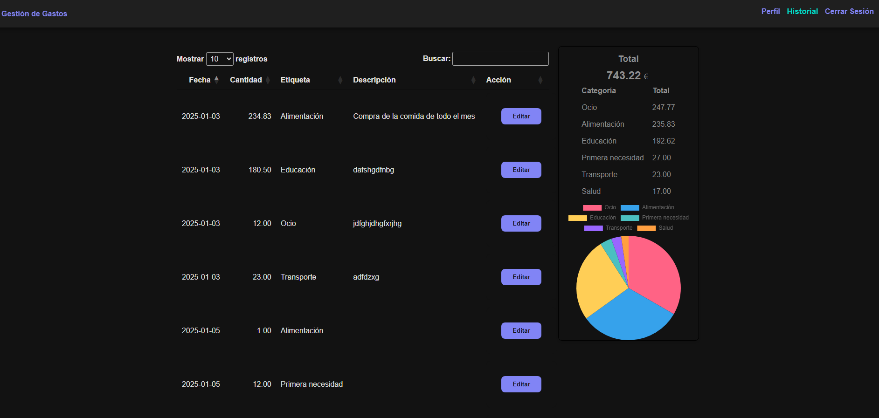 Gestión de Gastos
Perfil Historial Cerrar Sesión
Mostrar 10 registros Buscar:
Fecha Cantidad Etiqueta Descripción Acción
2025-01-03 234.83 Alimentación Compra de la comida de todo el mes Editar
2025-01-03 180.50 Educación dafshgdfnbg Editar
2025-01-03 12.00 Ocio jdfghjdhgfxrjhg Editar
2025-01-03 23.00 Transporte adfdzxg Editar
2025-01-05 1.00 Alimentación Editar
2025-01-05 12.00 Primera necesidad Editar
Total
743.22 €
Categoría Total
Ocio 247.77
Alimentación 235.83
Educación 192.62
Primera necesidad 27.00
Transporte 23.00
Salud 17.00
Ocio Alimentación
Educación Primera necesidad
Transporte Salud